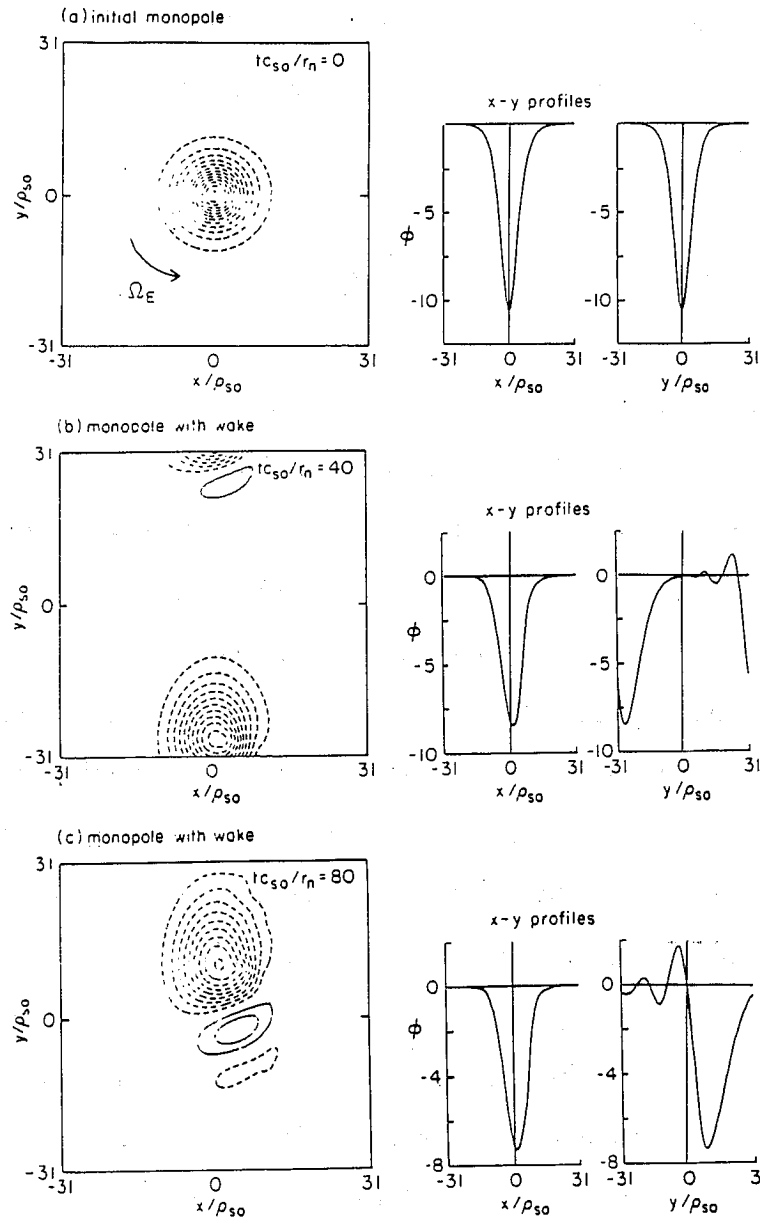 (a) initial monopole
31
tc_so/r_n = 0
y/ρ_so
0
Ω_E
-31
-31 0 31
x/ρ_so
x-y profiles
φ
-5
-10
-31 0 31
x/ρ_so
-5
-10
-31 0 31
y/ρ_so
(b) monopole with wake
31
tc_so/r_n = 40
y/ρ_so
0
-31
-31 0 31
x/ρ_so
x-y profiles
φ
0
-5
-10
-31 0 31
x/ρ_so
0
-5
-10
-31 0 31
y/ρ_so
(c) monopole with wake
31
tc_so/r_n = 80
y/ρ_so
0
-31
-31 0 31
x/ρ_so
x-y profiles
φ
0
-4
-8
-31 0 31
x/ρ_so
0
-4
-8
-31 0 3
y/ρ_so